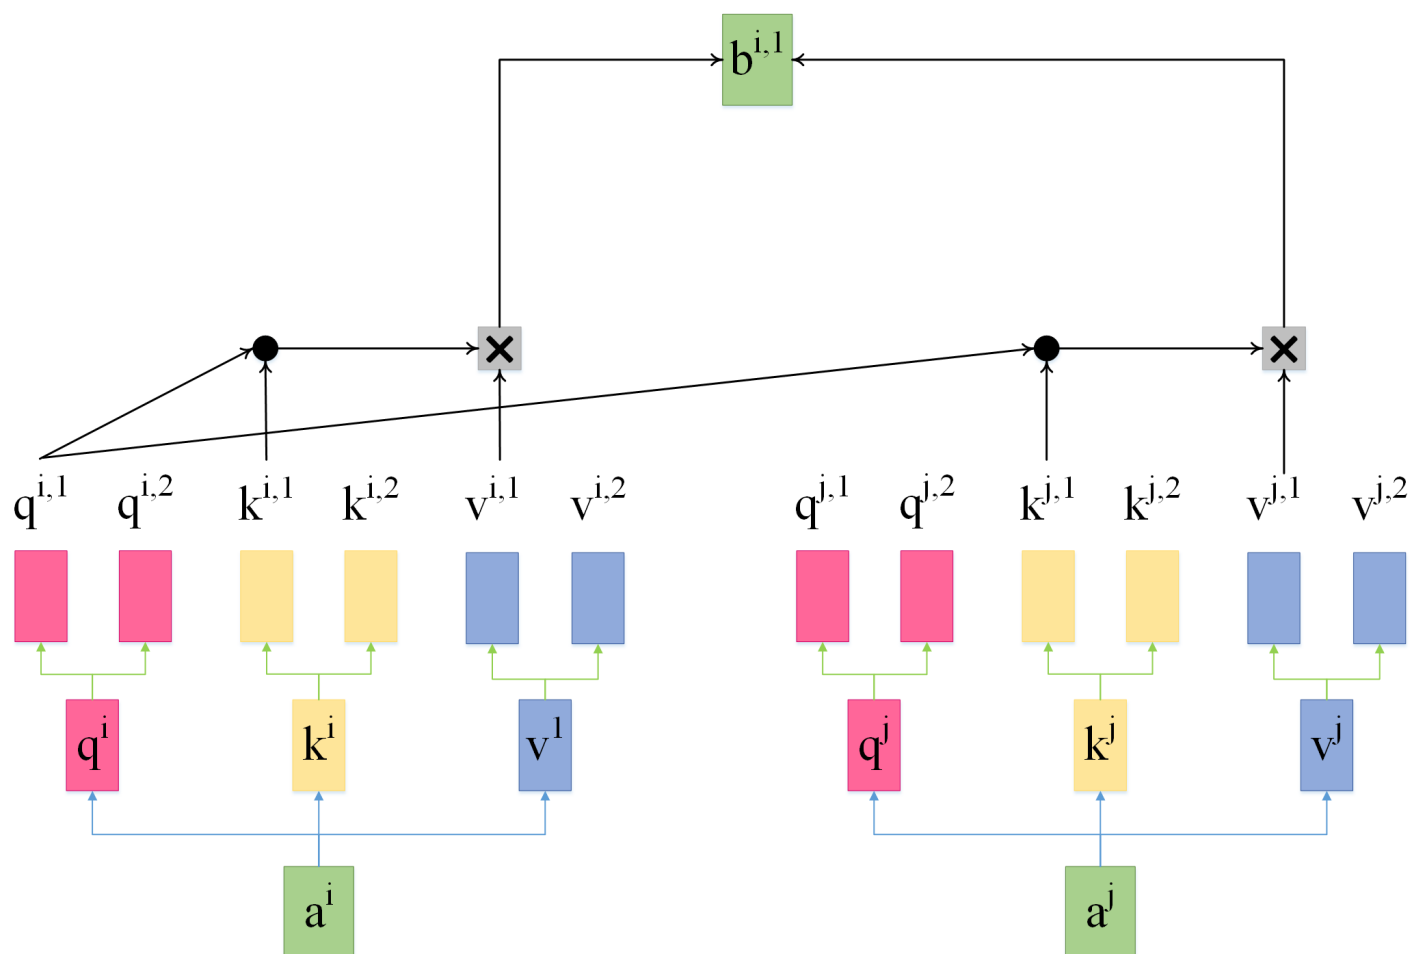 b^{i,1}
q^{i,1} q^{i,2} k^{i,1} k^{i,2} v^{i,1} v^{i,2} q^{j,1} q^{j,2} k^{j,1} k^{j,2} v^{j,1} v^{j,2}
q^i k^i v^1 q^j k^j v^j
a^i a^j